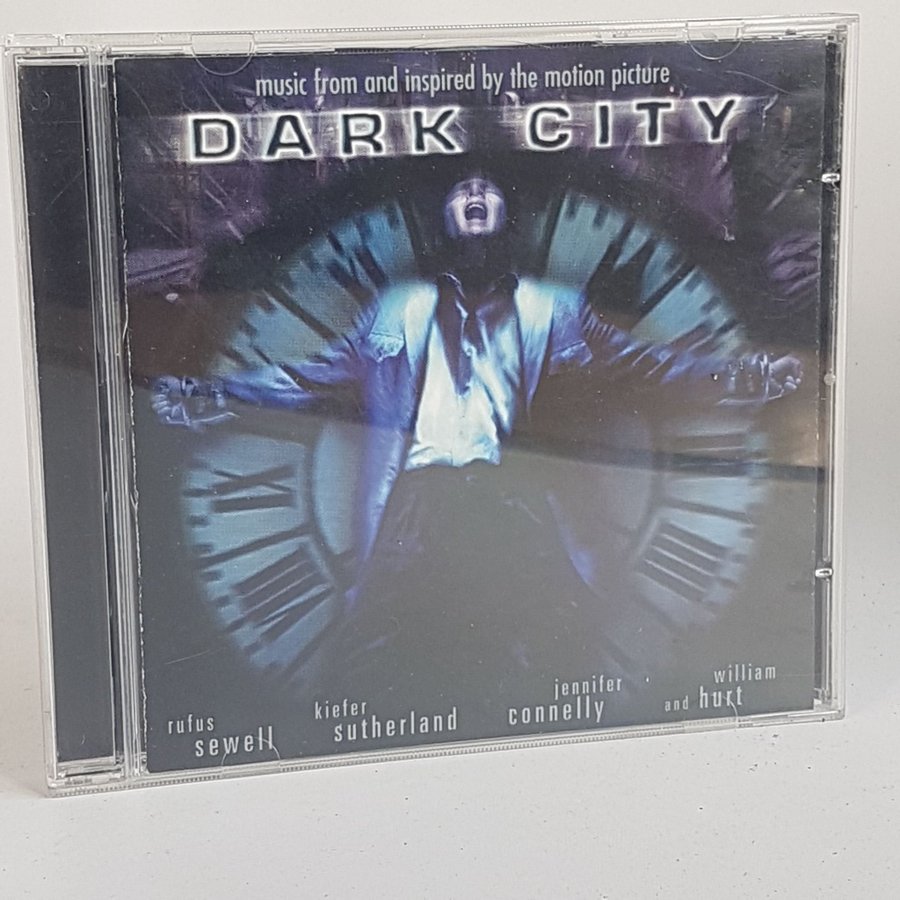 music from and inspired by the motion picture
DARK CITY
XI
rufus sewell
kiefer sutherland
jennifer connelly
and william hurt